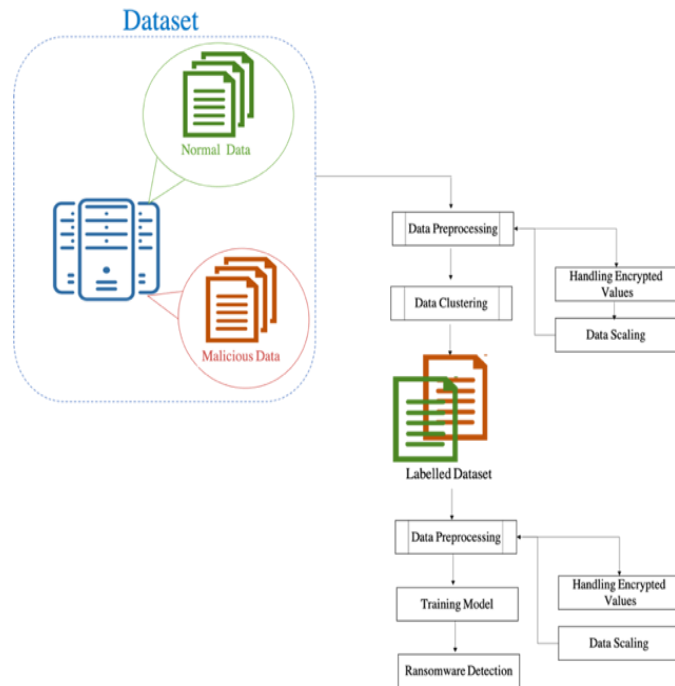 Dataset
Normal Data
Malicious Data
Data Preprocessing
Handling Encrypted
Values
Data Scaling
Data Clustering
Labelled Dataset
Data Preprocessing
Handling Encrypted
Values
Data Scaling
Training Model
Ransomware Detection